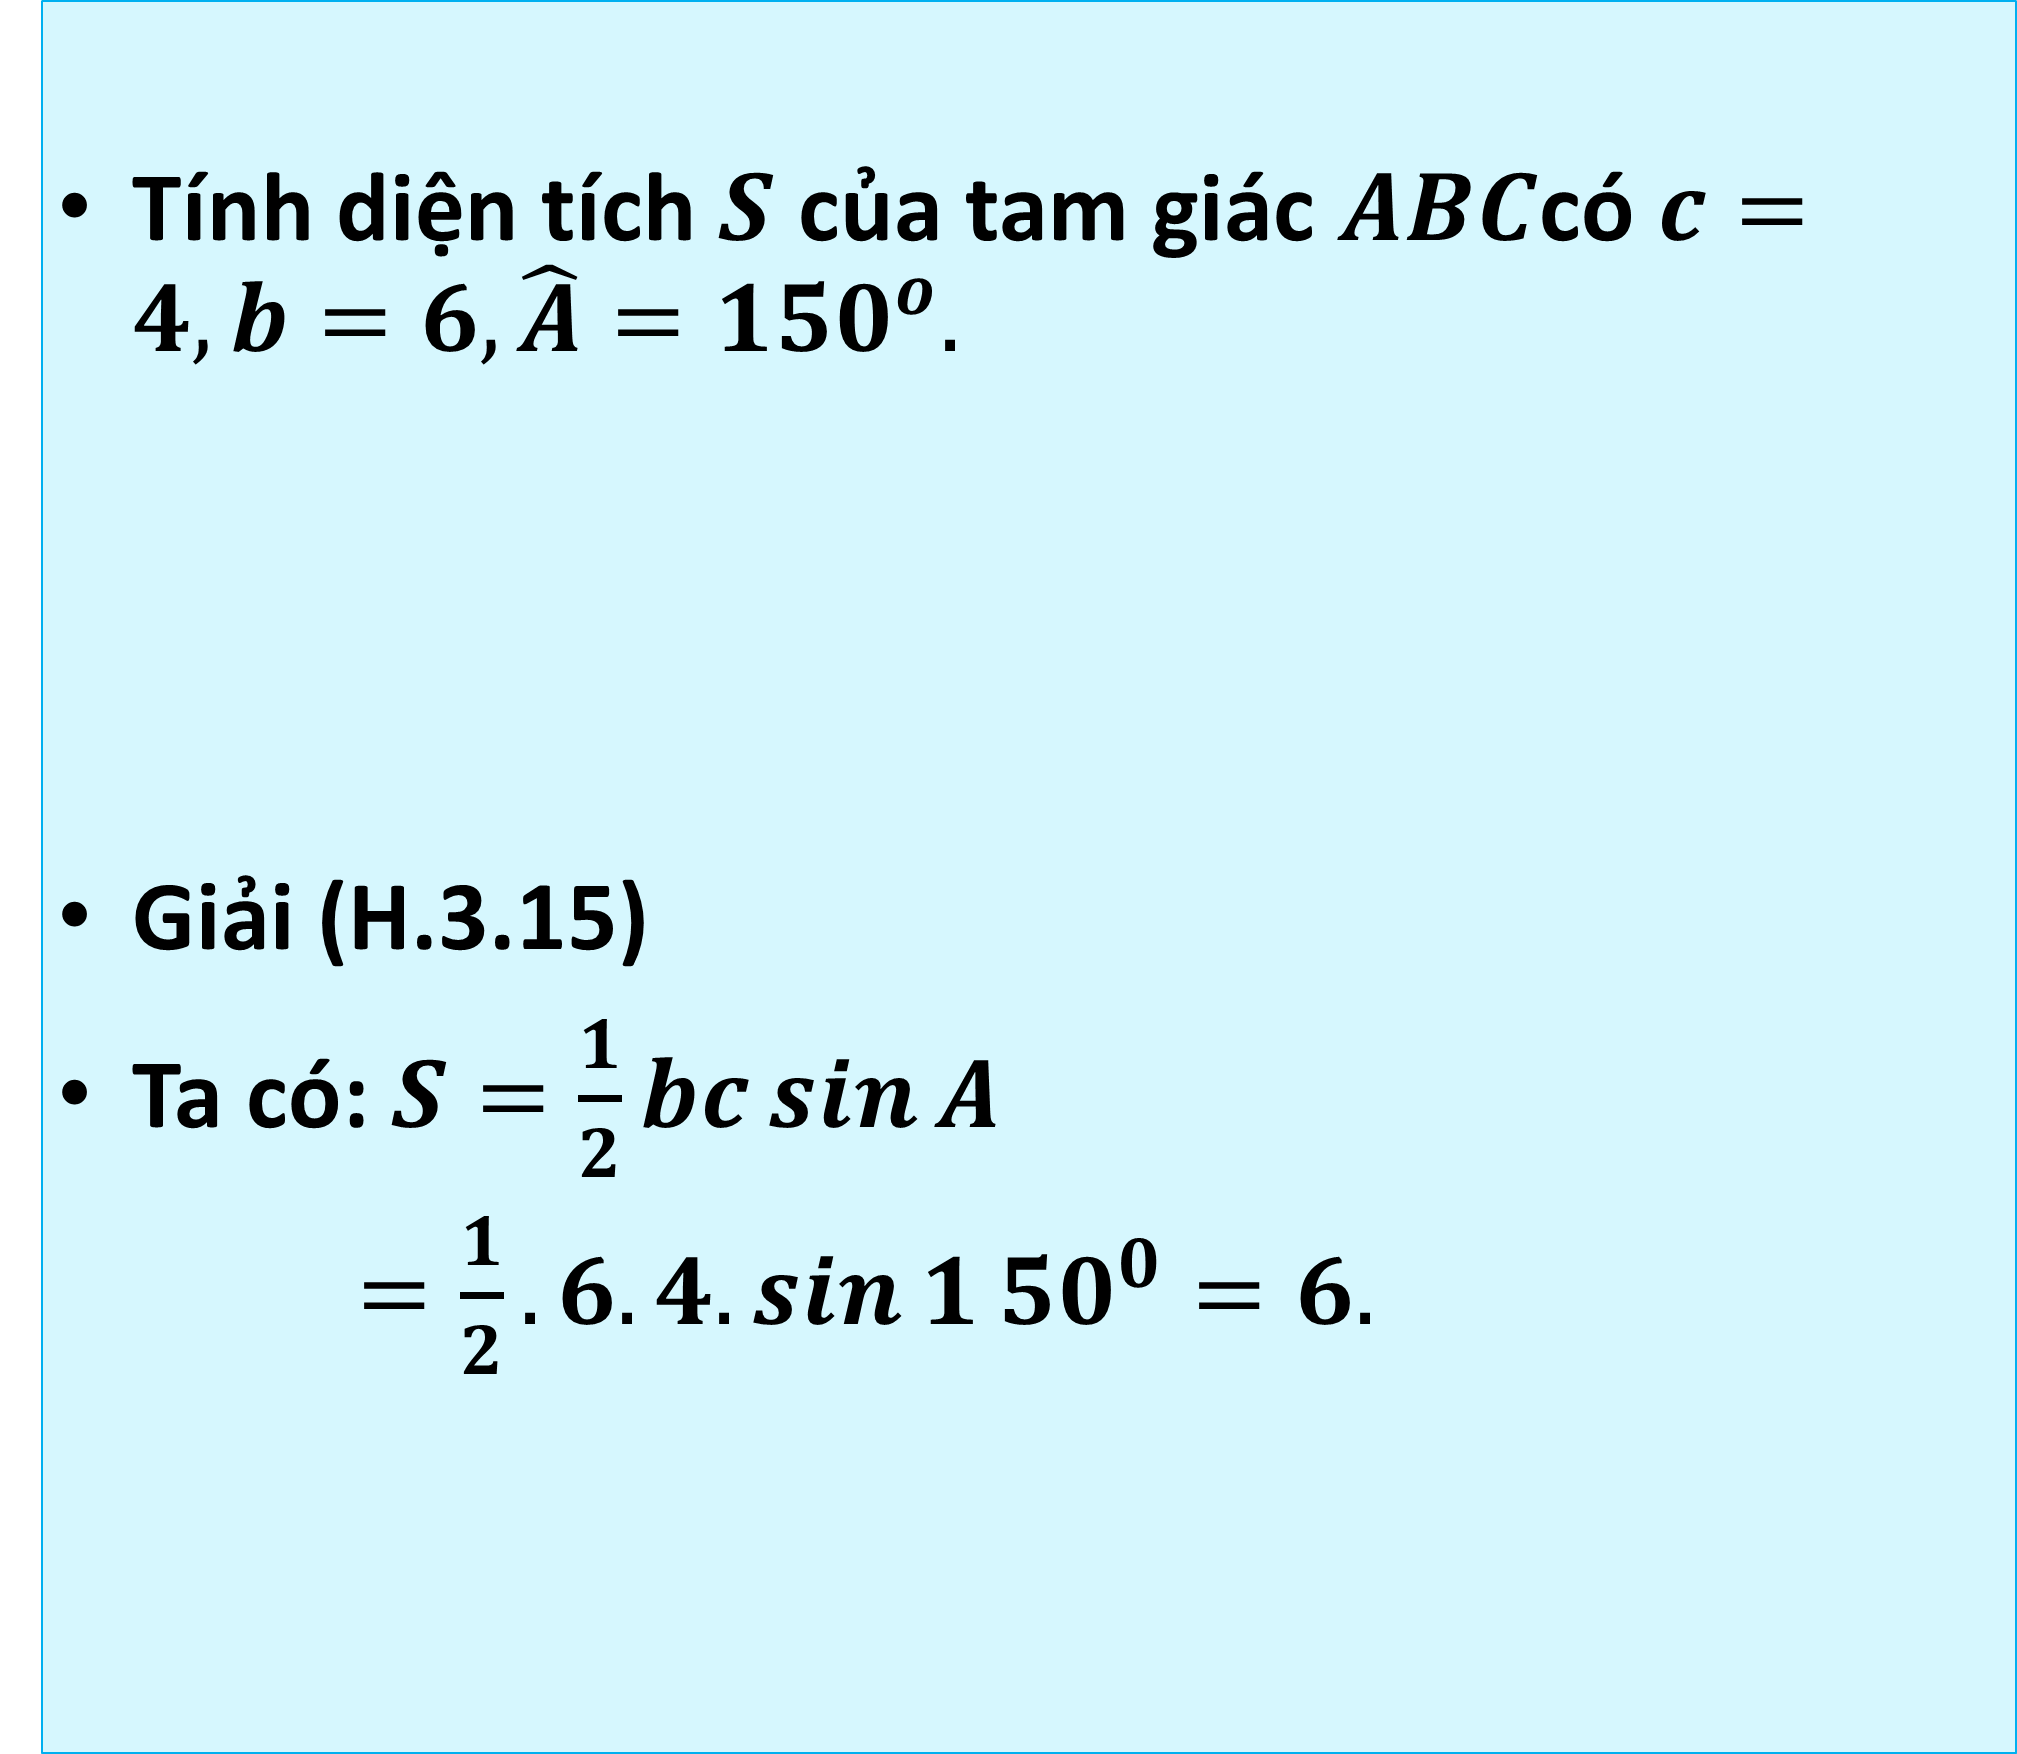 • Tính diện tích S của tam giác ABCcó c =
4, b = 6, Â = 150ᵒ.
• Giải (H.3.15)
• Ta có: S = 1/2 bc sin A
= 1/2 . 6. 4. sin 1 50⁰ = 6.